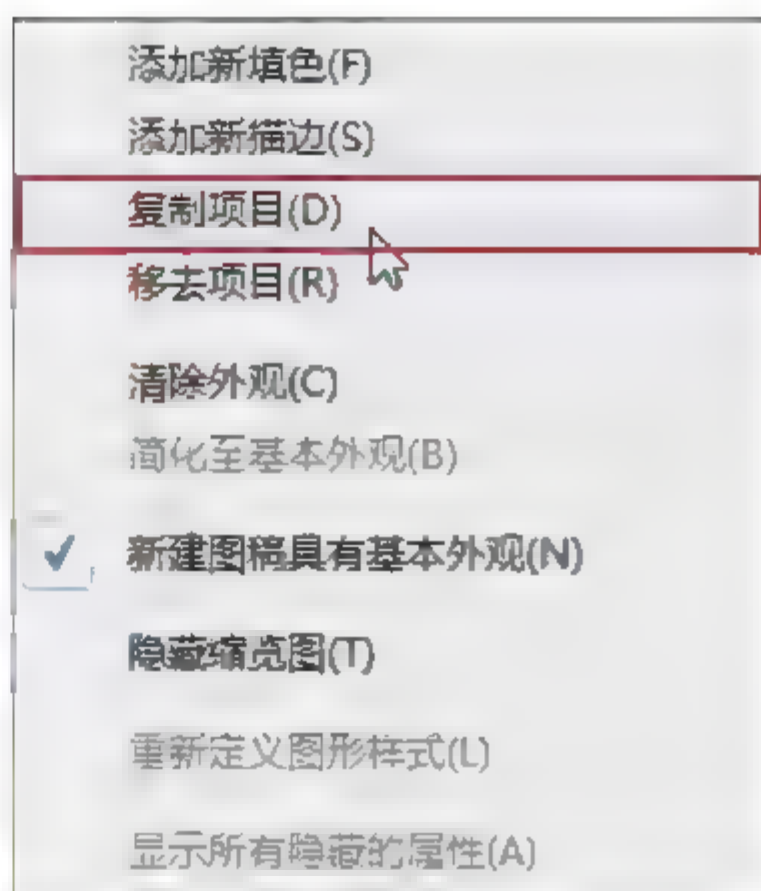 添加新填色(F)
添加新描边(S)
复制项目(D)
移去项目(R)
清除外观(C)
简化至基本外观(B)
新建图稿具有基本外观(N)
隐藏缩览图(T)
重新定义图形样式(L)
显示所有隐藏的属性(A)